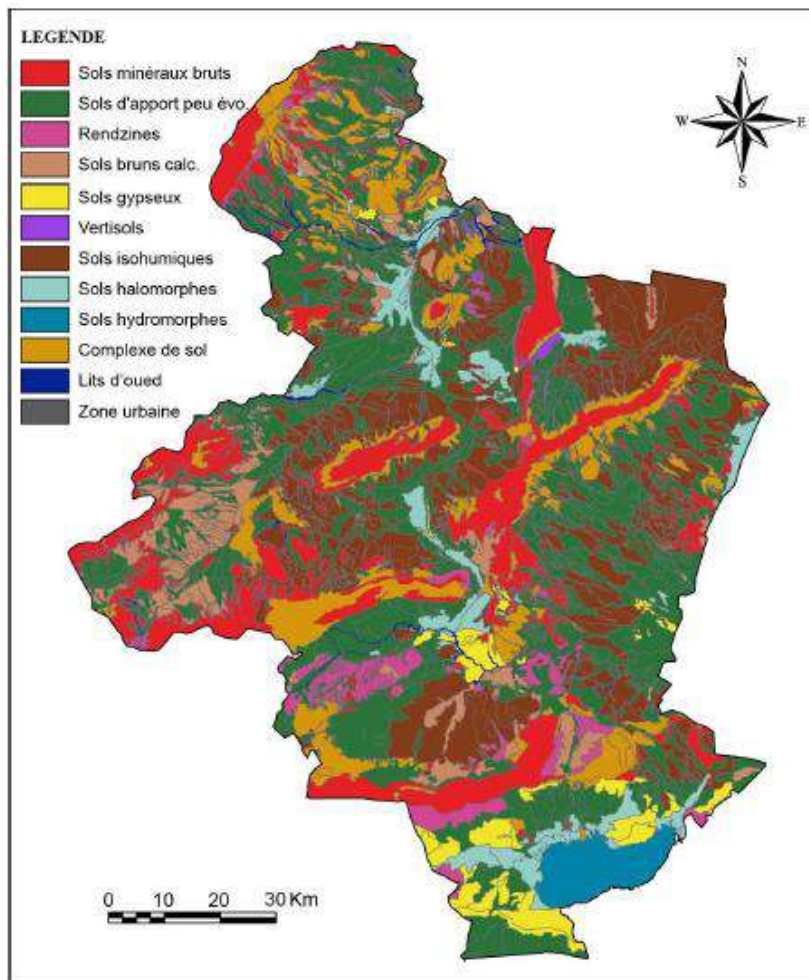 LEGENDE
Sols minéraux bruts
Sols d'apport peu évo.
Rendzines
Sols bruns calc.
Sols gypseux
Vertisols
Sols isohumiques
Sols halomorphes
Sols hydromorphes
Complexe de sol
Lits d'oued
Zone urbaine
N
W E
S
0 10 20 30 Km